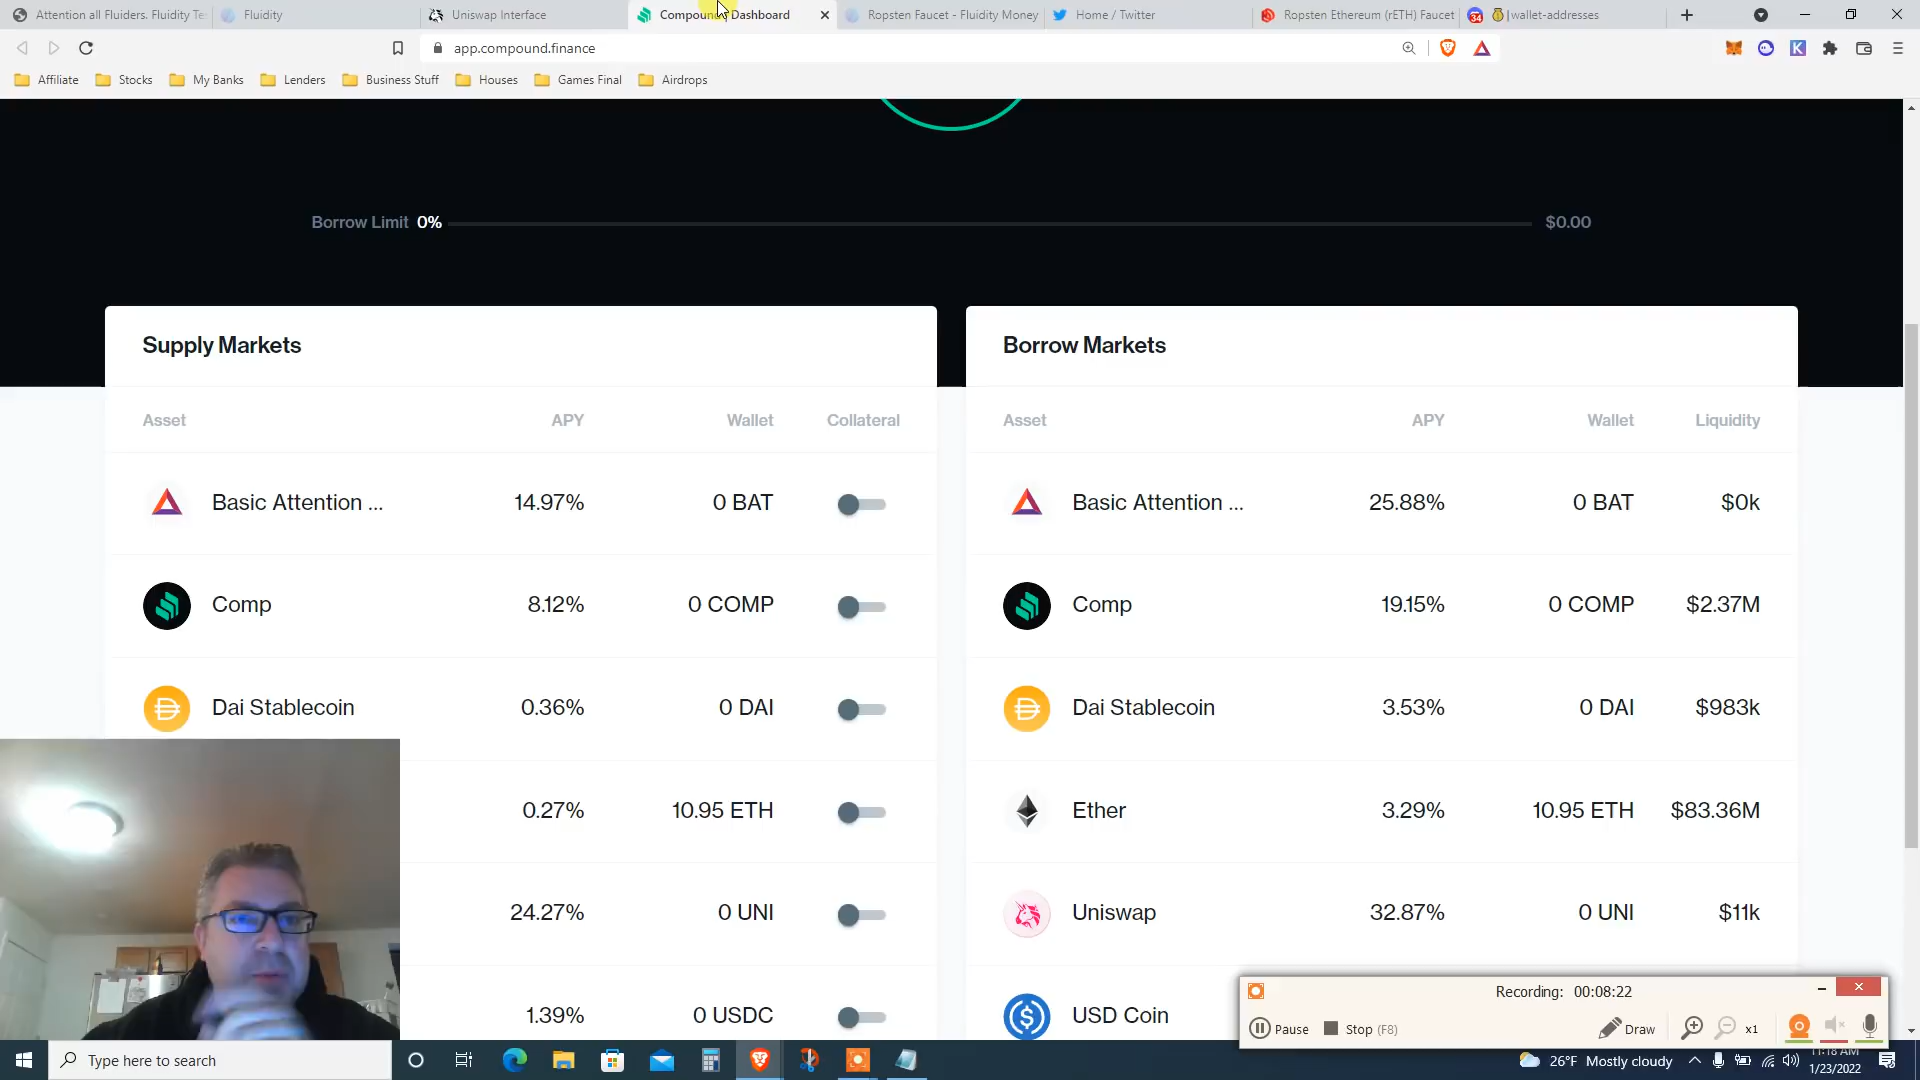 Attention all Fluiders. Fluidity Te
Fluidity
Uniswap Interface
Compound Dashboard
Ropsten Faucet - Fluidity Money
Home / Twitter
Ropsten Ethereum (rETH) Faucet
34
|wallet-addresses
app.compound.finance
Affiliate
Stocks
My Banks
Lenders
Business Stuff
Houses
Games Final
Airdrops
Borrow Limit 0%
$0.00
Supply Markets
Asset APY Wallet Collateral
Basic Attention ... 14.97% 0 BAT
Comp 8.12% 0 COMP
Dai Stablecoin 0.36% 0 DAI
0.27% 10.95 ETH
24.27% 0 UNI
1.39% 0 USDC
Borrow Markets
Asset APY Wallet Liquidity
Basic Attention ... 25.88% 0 BAT $0k
Comp 19.15% 0 COMP $2.37M
Dai Stablecoin 3.53% 0 DAI $983k
Ether 3.29% 10.95 ETH $83.36M
Uniswap 32.87% 0 UNI $11k
USD Coin
Recording: 00:08:22
Pause
Stop (F8)
Draw
x1
Type here to search
26°F Mostly cloudy
11:18 AM
1/23/2022